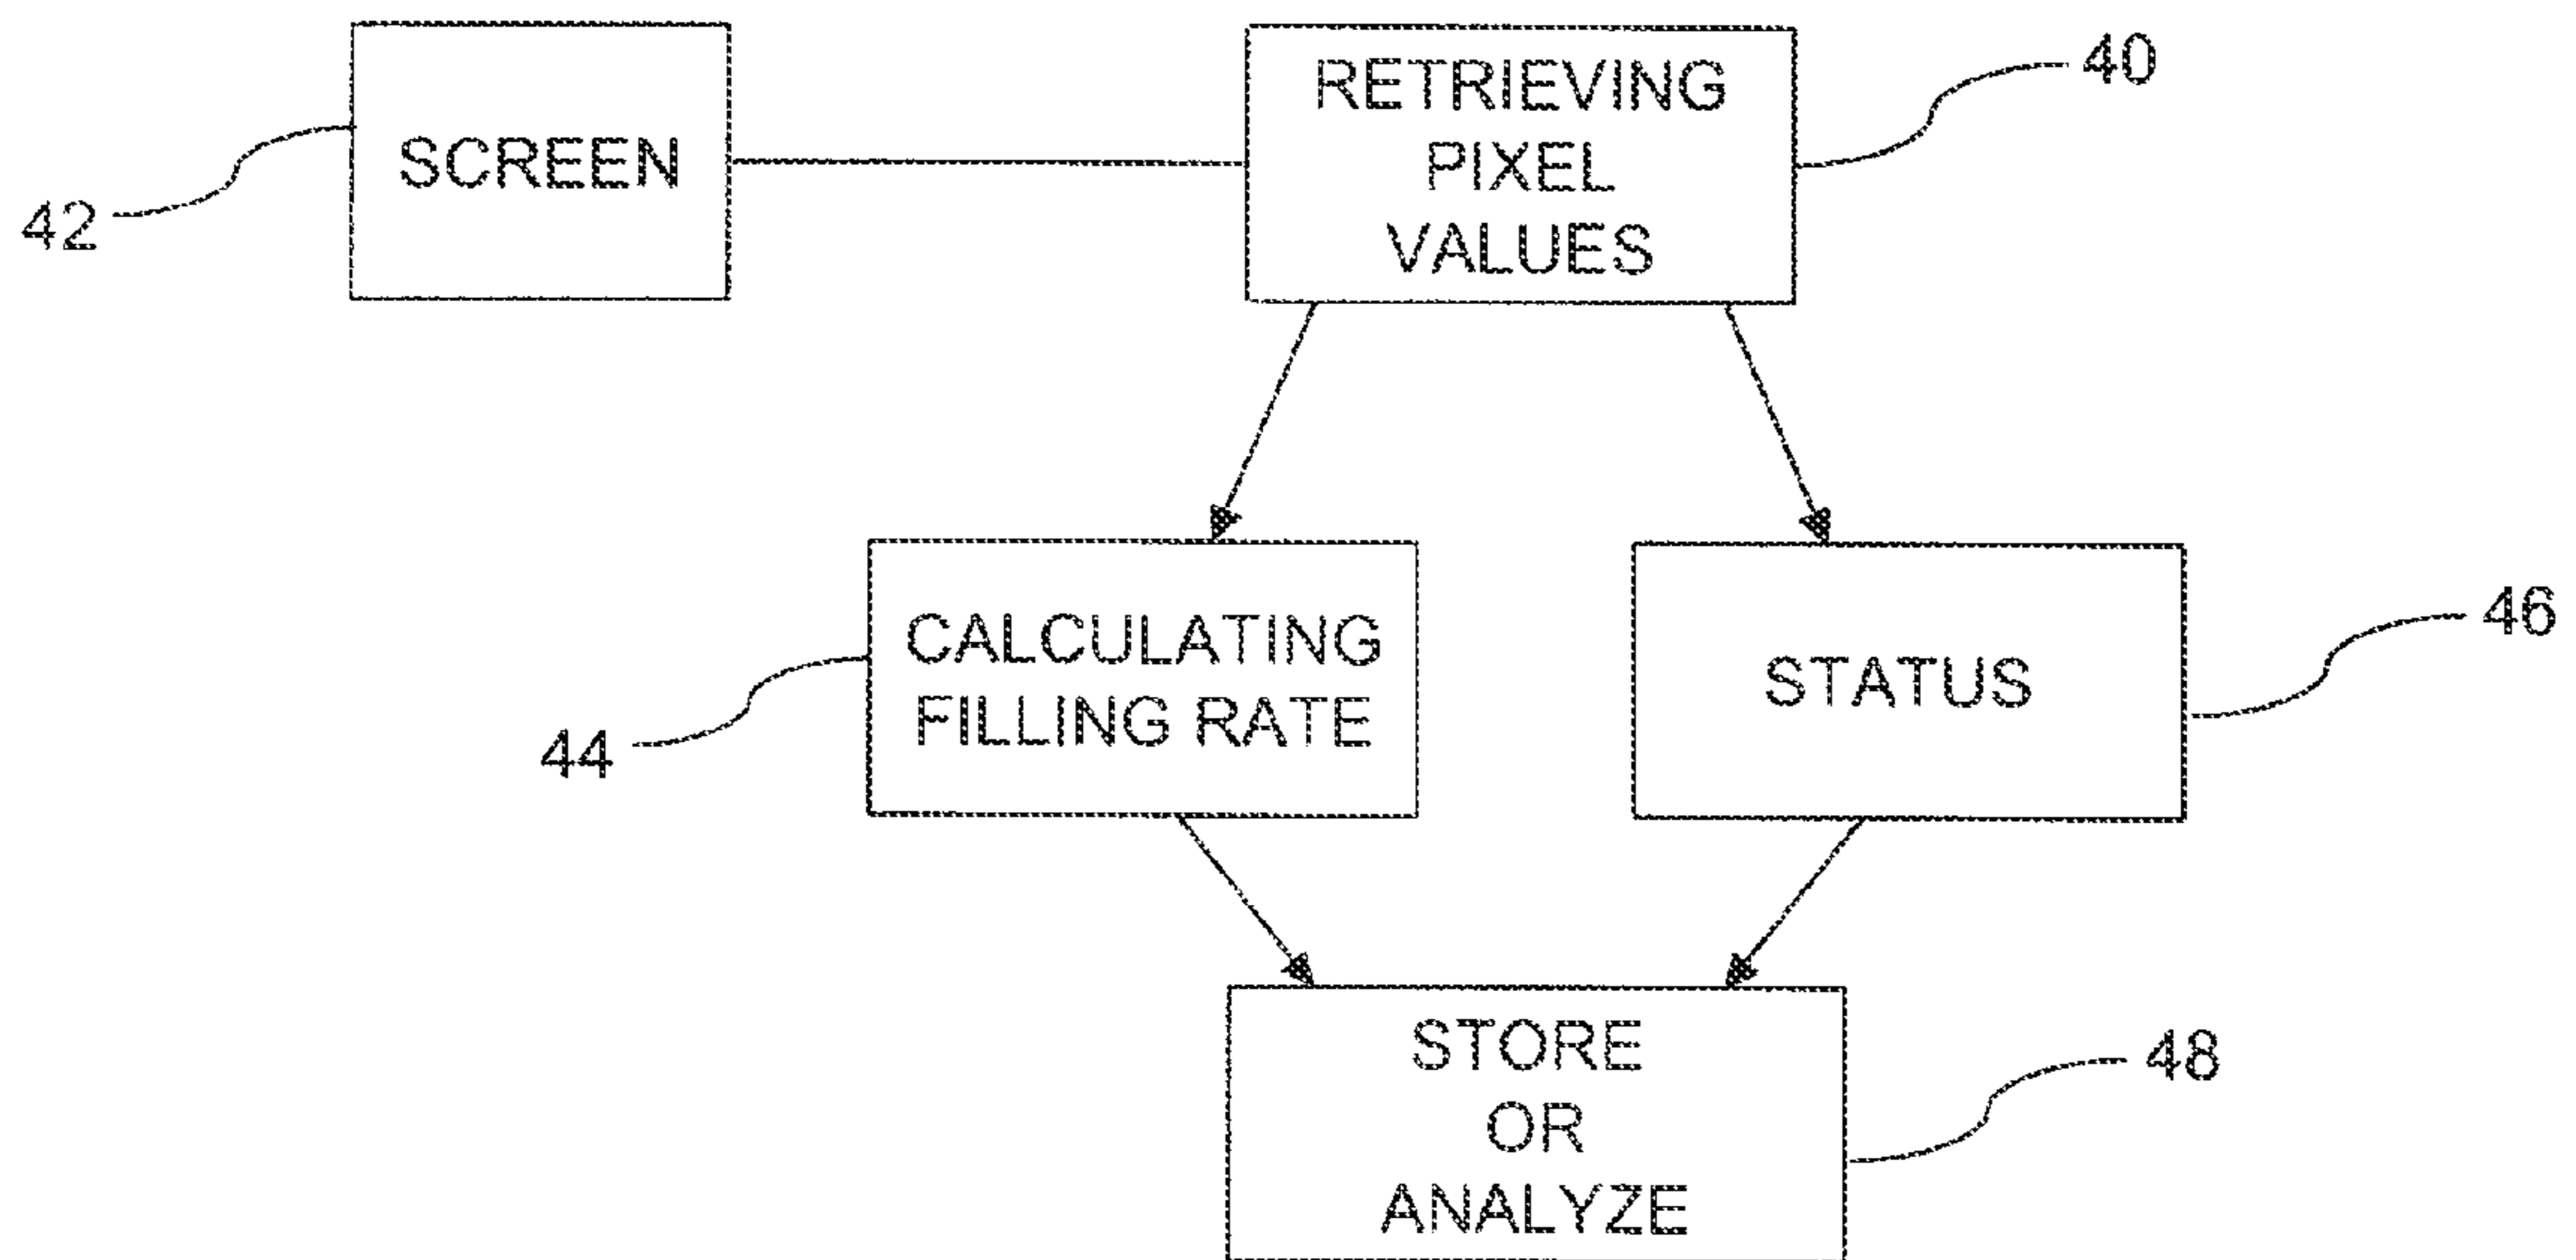 RETRIEVING
PIXEL
VALUES
40
SCREEN
42
CALCULATING
FILLING RATE
44
STATUS
46
STORE
OR
ANALYZE
48